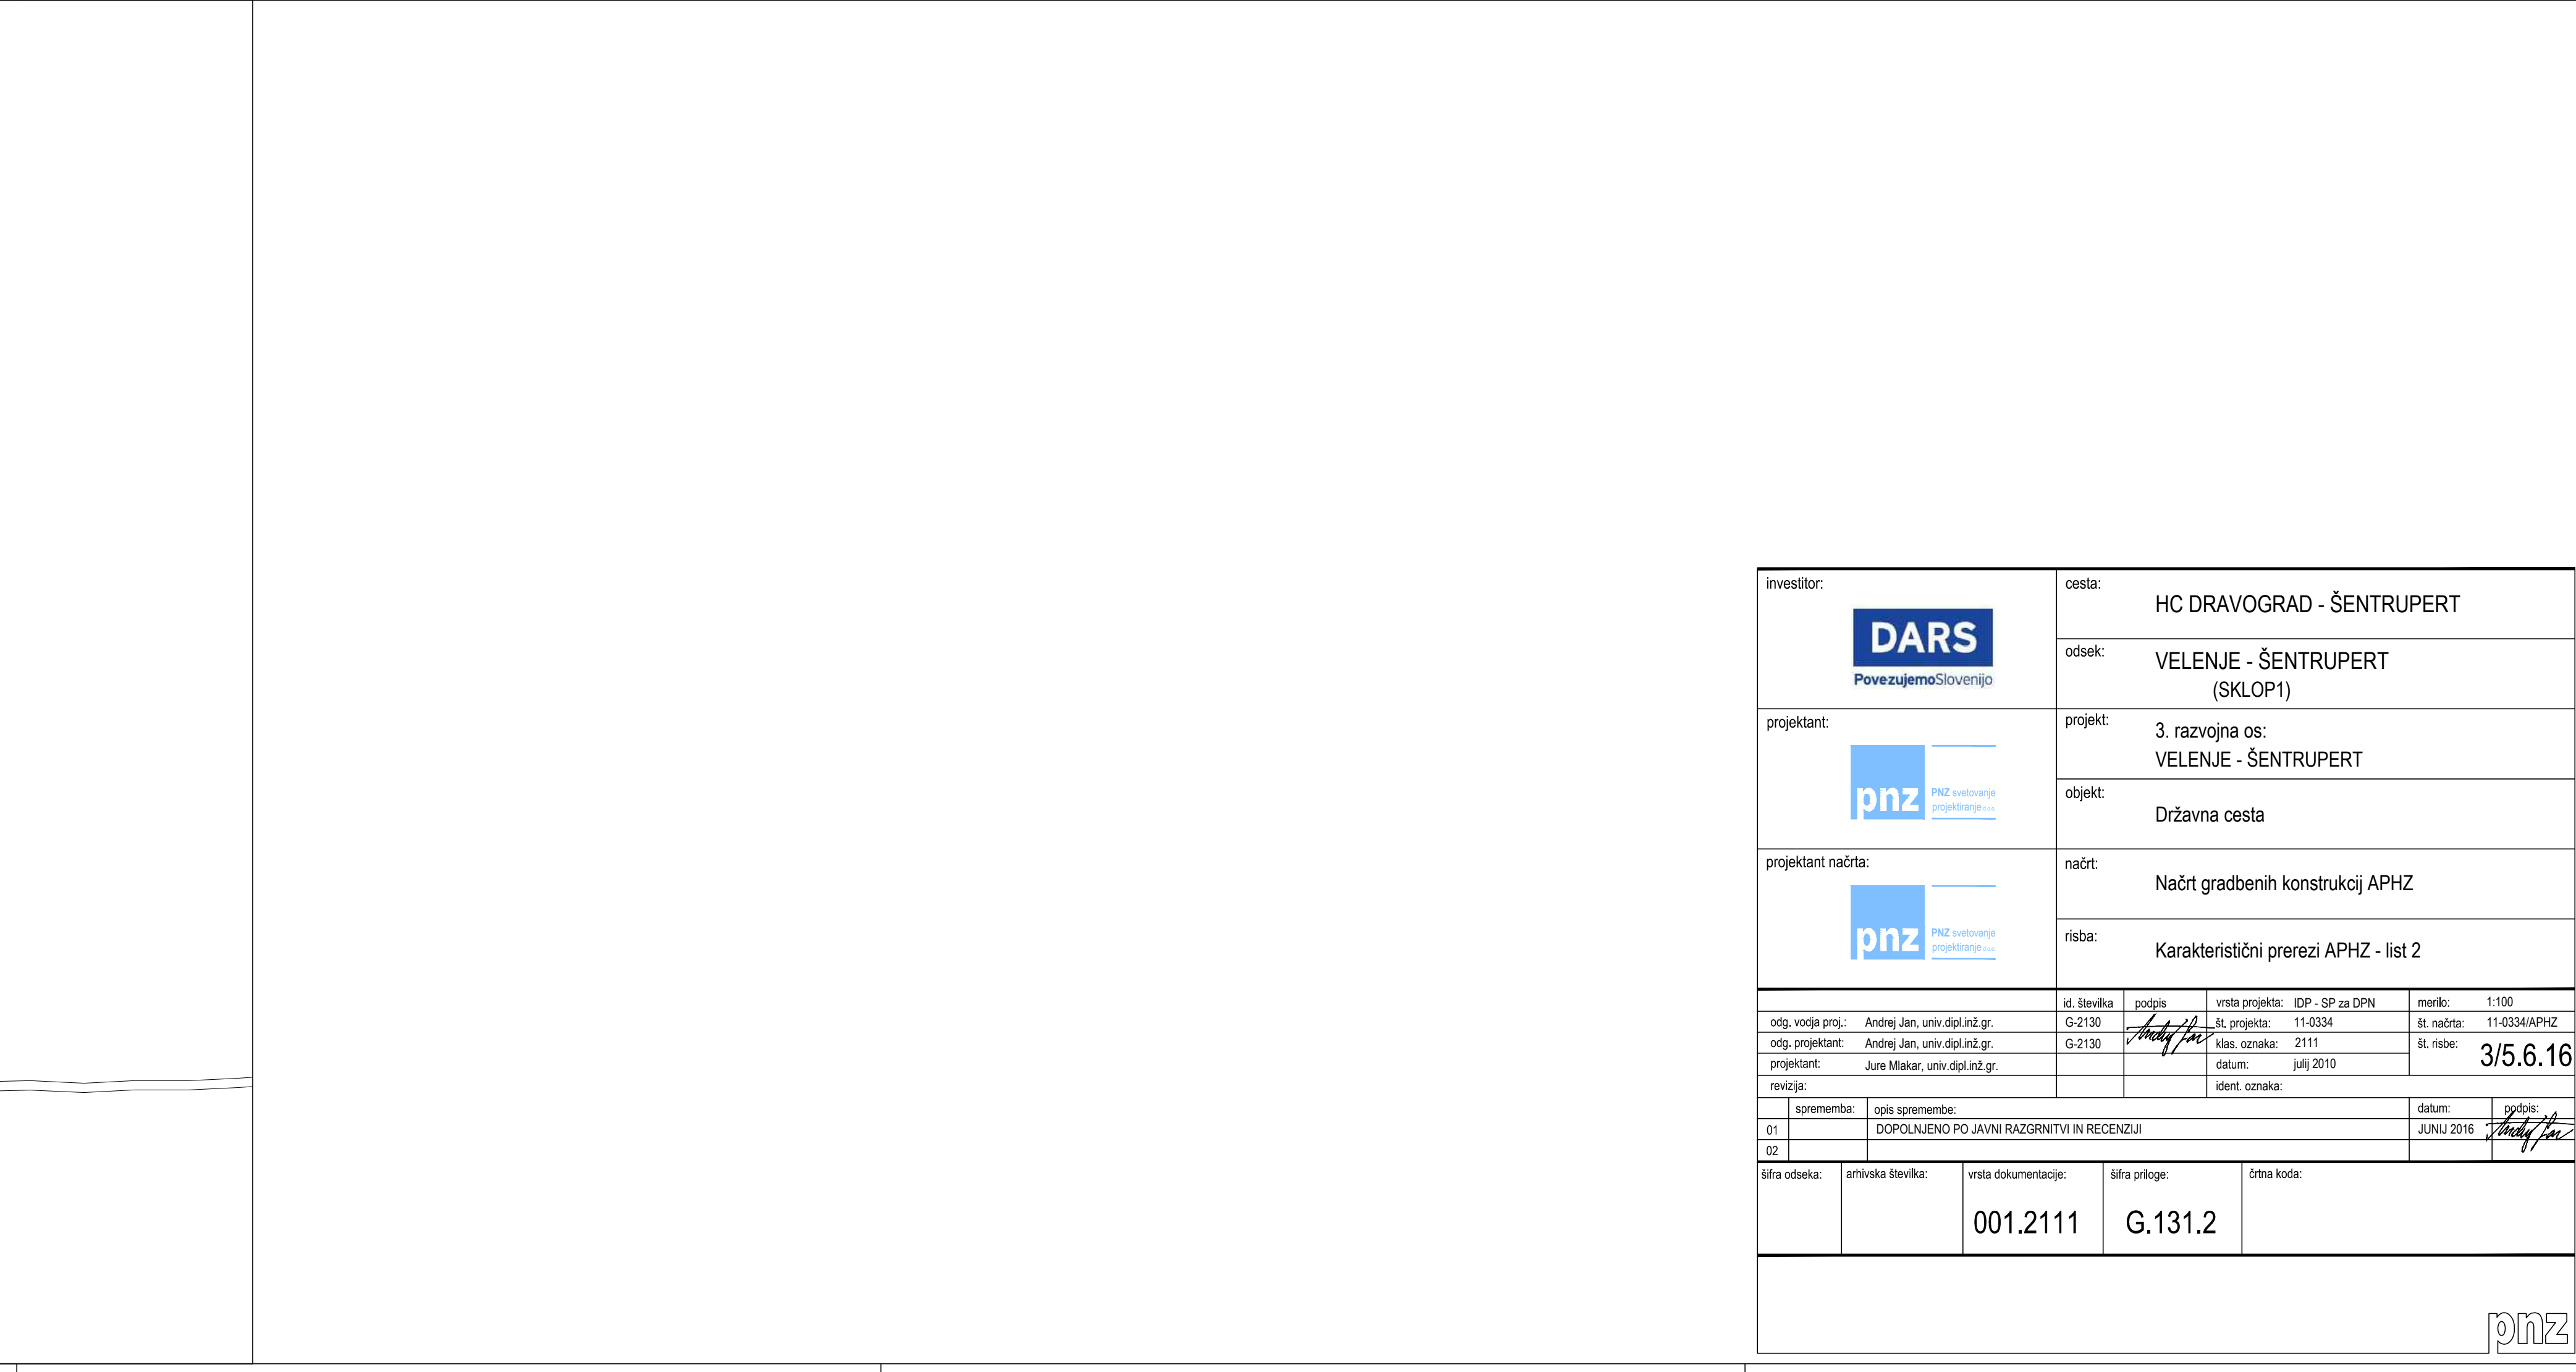 investitor:
DARS
PovezujemoSlovenijo
cesta:
HC DRAVOGRAD - ŠENTRUPERT
odsek:
VELENJE - ŠENTRUPERT
(SKLOP1)
projektant:
pnz
PNZ svetovanje
projektiranje d.o.o.
projekt:
3. razvojna os:
VELENJE - ŠENTRUPERT
objekt:
Državna cesta
projektant načrta:
pnz
PNZ svetovanje
projektiranje d.o.o.
načrt:
Načrt gradbenih konstrukcij APHZ
risba:
Karakteristični prerezi APHZ - list 2
id. številka podpis vrsta projekta: IDP - SP za DPN merilo: 1:100
odg. vodja proj.: Andrej Jan, univ.dipl.inž.gr. G-2130 št. projekta: 11-0334 št. načrta: 11-0334/APHZ
odg. projektant: Andrej Jan, univ.dipl.inž.gr. G-2130 klas. oznaka: 2111 št. risbe: 3/5.6.16
projektant: Jure Mlakar, univ.dipl.inž.gr. datum: julij 2010
revizija: ident. oznaka:
sprememba: opis spremembe: datum: podpis:
01 DOPOLNJENO PO JAVNI RAZGRNITVI IN RECENZIJI JUNIJ 2016
02
šifra odseka: arhivska številka: vrsta dokumentacije: šifra priloge: črtna koda:
001.2111 G.131.2
pnz